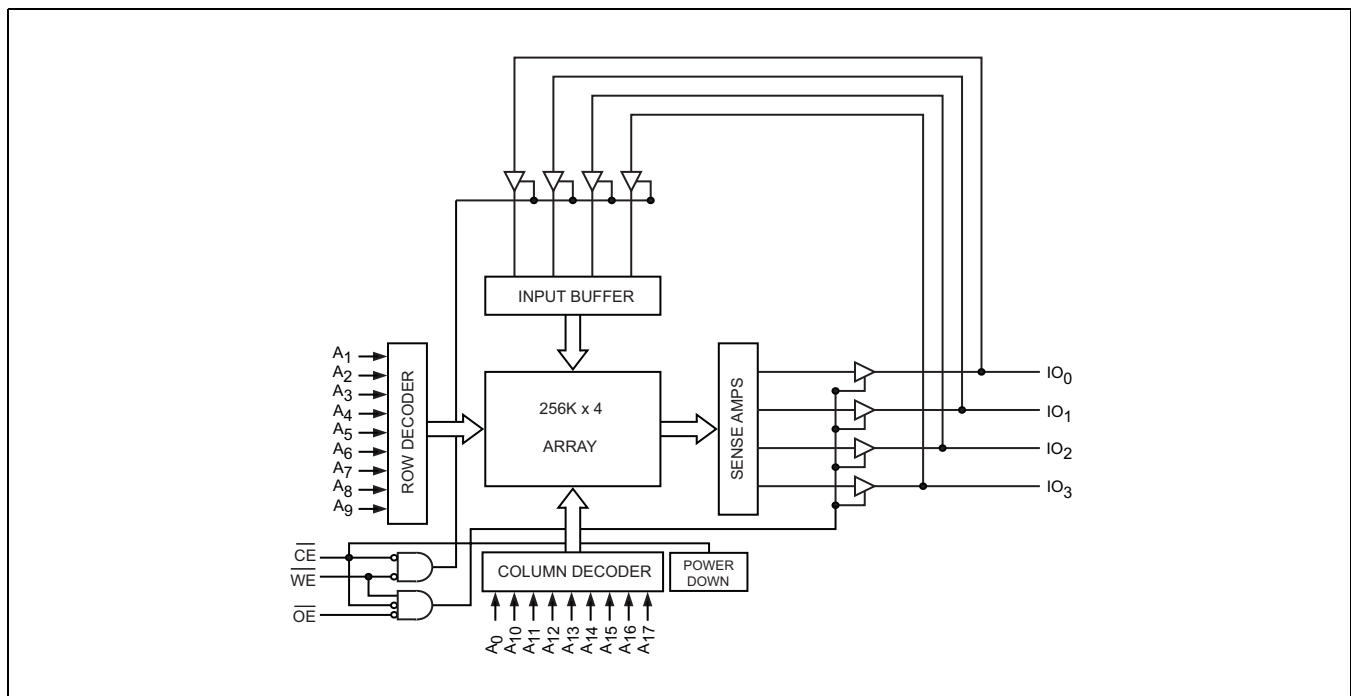 INPUT BUFFER
A1
A2
A3
A4
A5
A6
A7
A8
A9
ROW DECODER
256K x 4
ARRAY
SENSE AMPS
IO0
IO1
IO2
IO3
CE
WE
OE
COLUMN DECODER
POWER
DOWN
A0
A10
A11
A12
A13
A14
A15
A16
A17